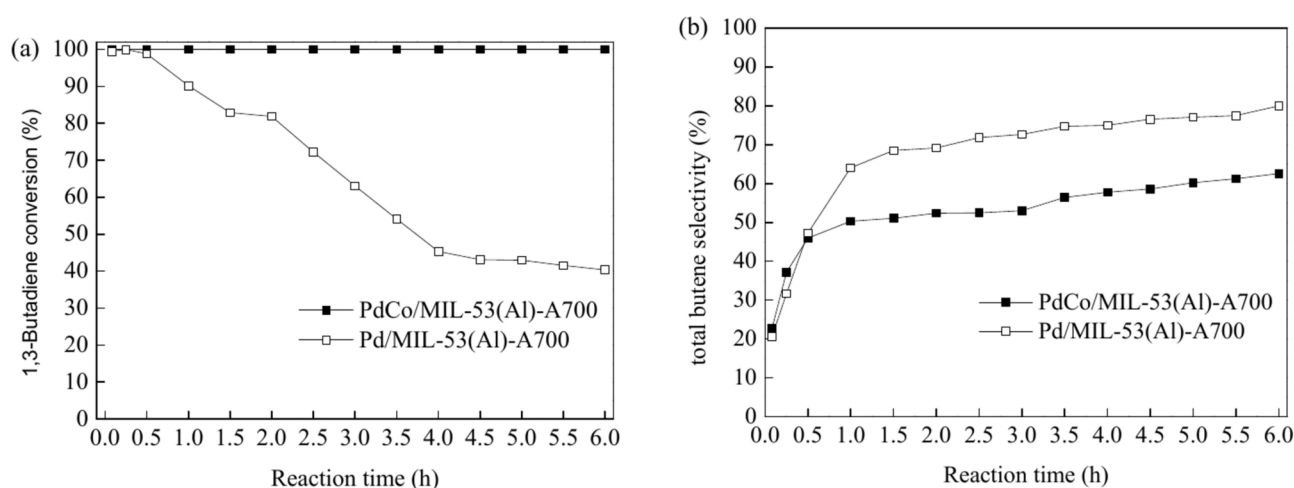 (a)
1,3-Butadiene conversion (%)
100
90
80
70
60
50
40
30
20
10
0
PdCo/MIL-53(Al)-A700
Pd/MIL-53(Al)-A700
0.0 0.5 1.0 1.5 2.0 2.5 3.0 3.5 4.0 4.5 5.0 5.5 6.0
Reaction time (h)
(b)
total butene selectivity (%)
100
90
80
70
60
50
40
30
20
10
0
PdCo/MIL-53(Al)-A700
Pd/MIL-53(Al)-A700
0.0 0.5 1.0 1.5 2.0 2.5 3.0 3.5 4.0 4.5 5.0 5.5 6.0
Reaction time (h)